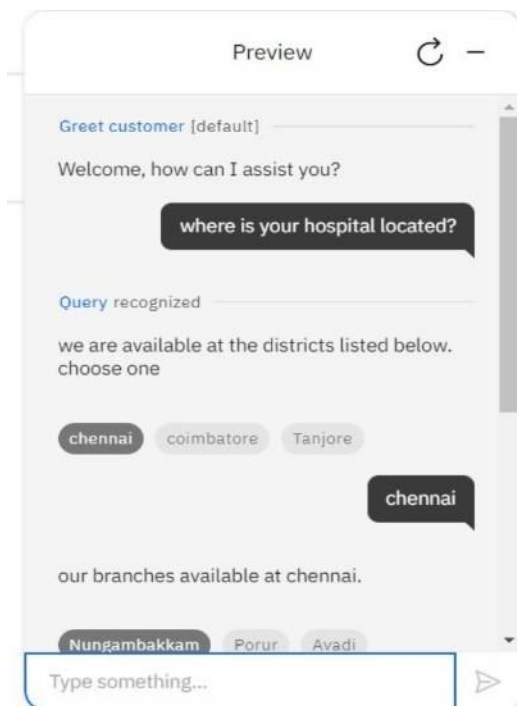 Preview
Greet customer [default]
Welcome, how can I assist you?
where is your hospital located?
Query recognized
we are available at the districts listed below.
choose one
chennai coimbatore Tanjore
chennai
our branches available at chennai.
Nungambakkam Porur Avadi
Type something...